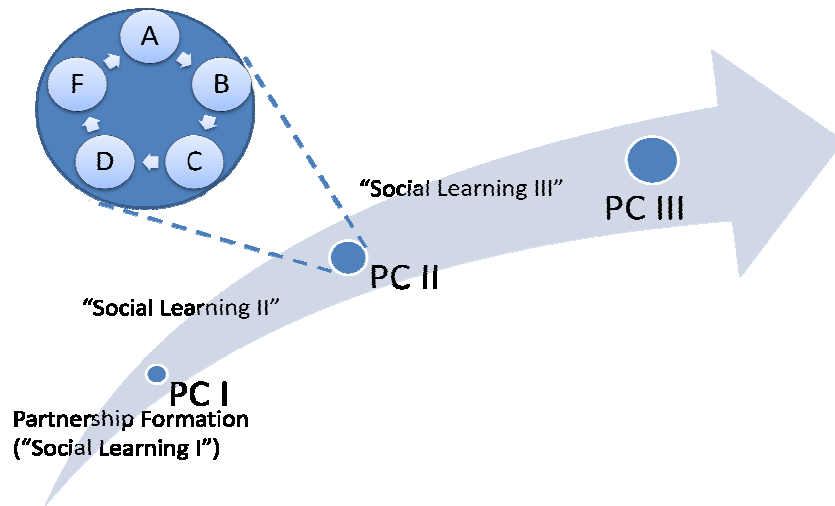 A
B
C
D
F
“Social Learning III”
PC III
PC II
“Social Learning II”
PC I
Partnership Formation
(“Social Learning I”)